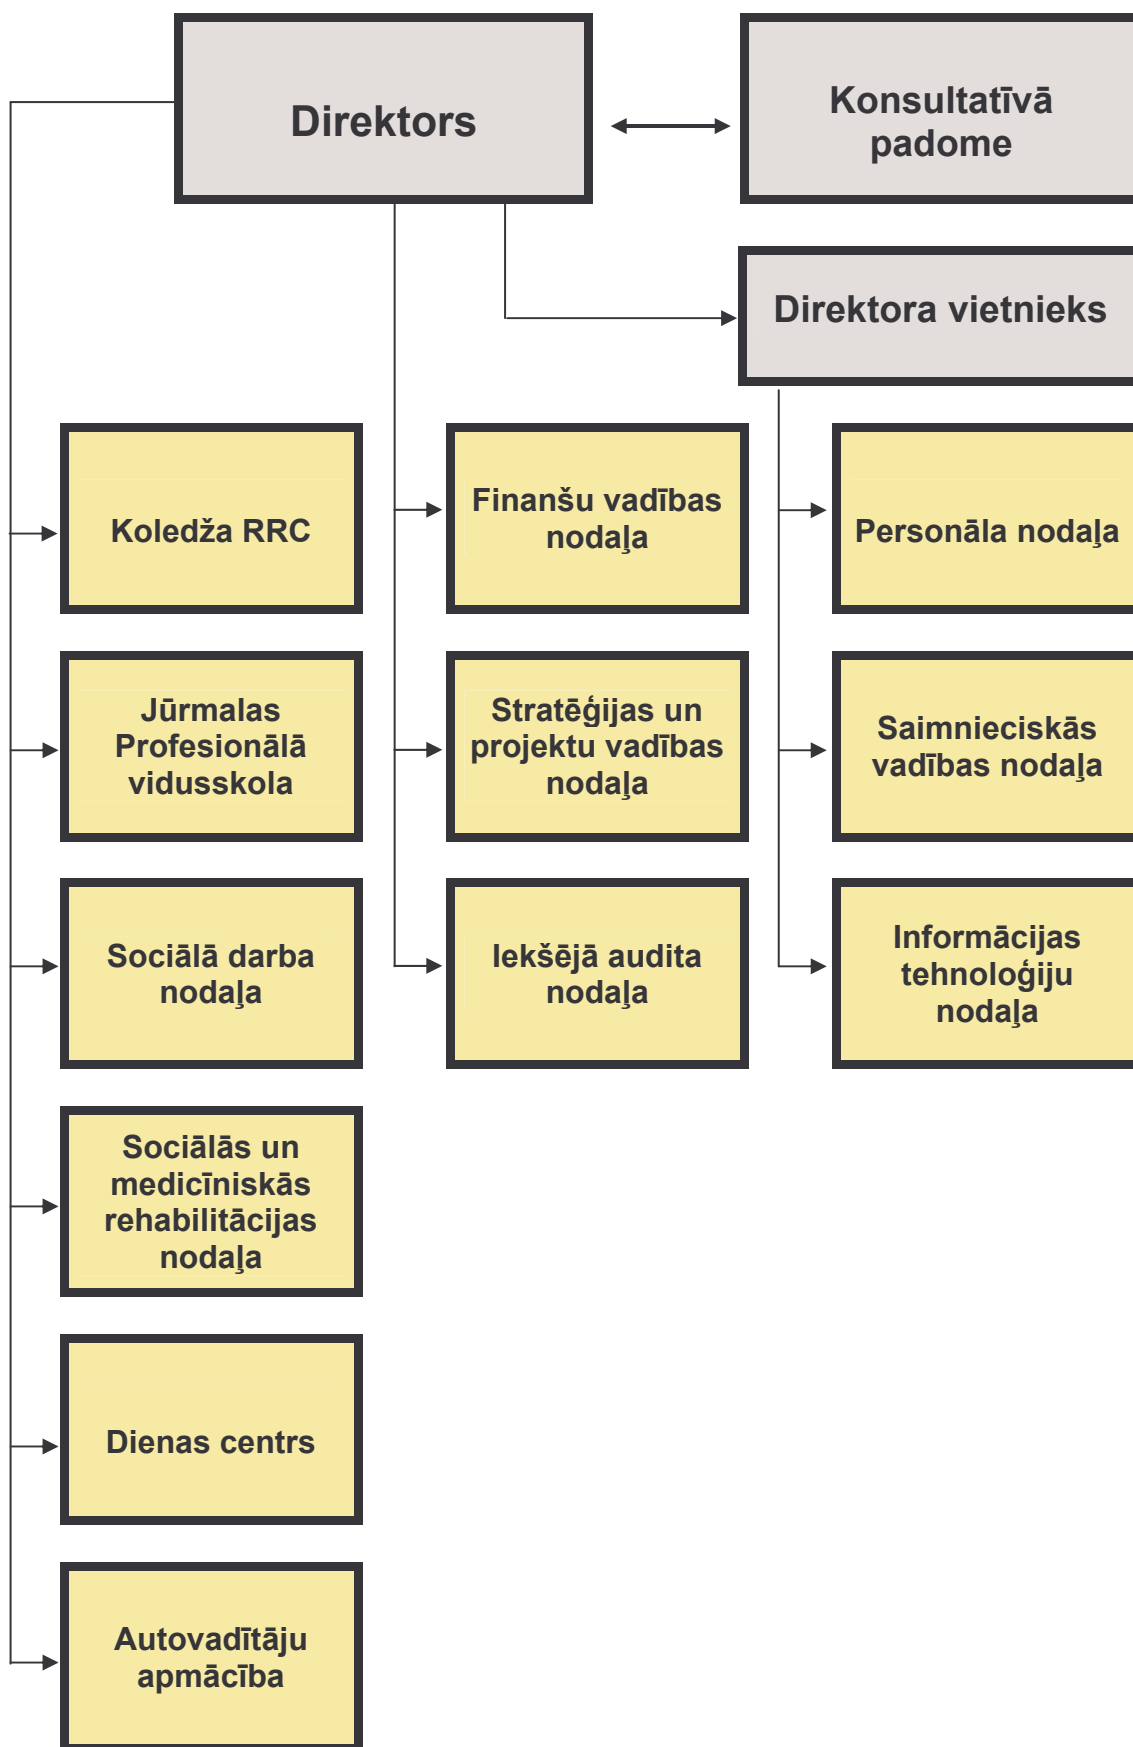 Direktors
Konsultatīvā
padome
Direktora vietnieks
Koledža RRC
Finanšu vadības
nodaļa
Personāla nodaļa
Jūrmalas
Profesionālā
vidusskola
Stratēģijas un
projektu vadības
nodaļa
Saimnieciskās
vadības nodaļa
Sociālā darba
nodaļa
Iekšējā audita
nodaļa
Informācijas
tehnoloģiju
nodaļa
Sociālās un
medicīniskās
rehabilitācijas
nodaļa
Dienas centrs
Autovadītāju
apmācība